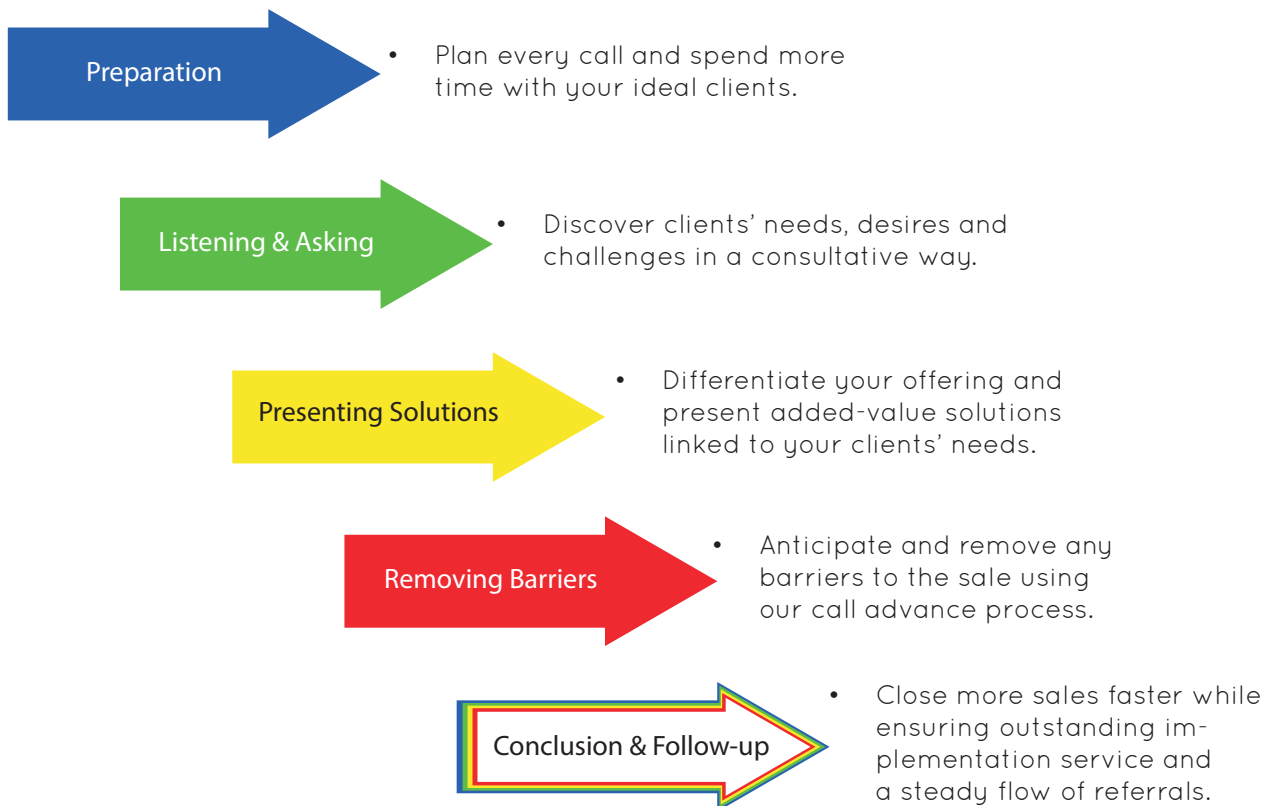 Preparation
• Plan every call and spend more
time with your ideal clients.
Listening & Asking
• Discover clients’ needs, desires and
challenges in a consultative way.
Presenting Solutions
• Differentiate your offering and
present added-value solutions
linked to your clients’ needs.
Removing Barriers
• Anticipate and remove any
barriers to the sale using
our call advance process.
Conclusion & Follow-up
• Close more sales faster while
ensuring outstanding im-
plementation service and
a steady flow of referrals.